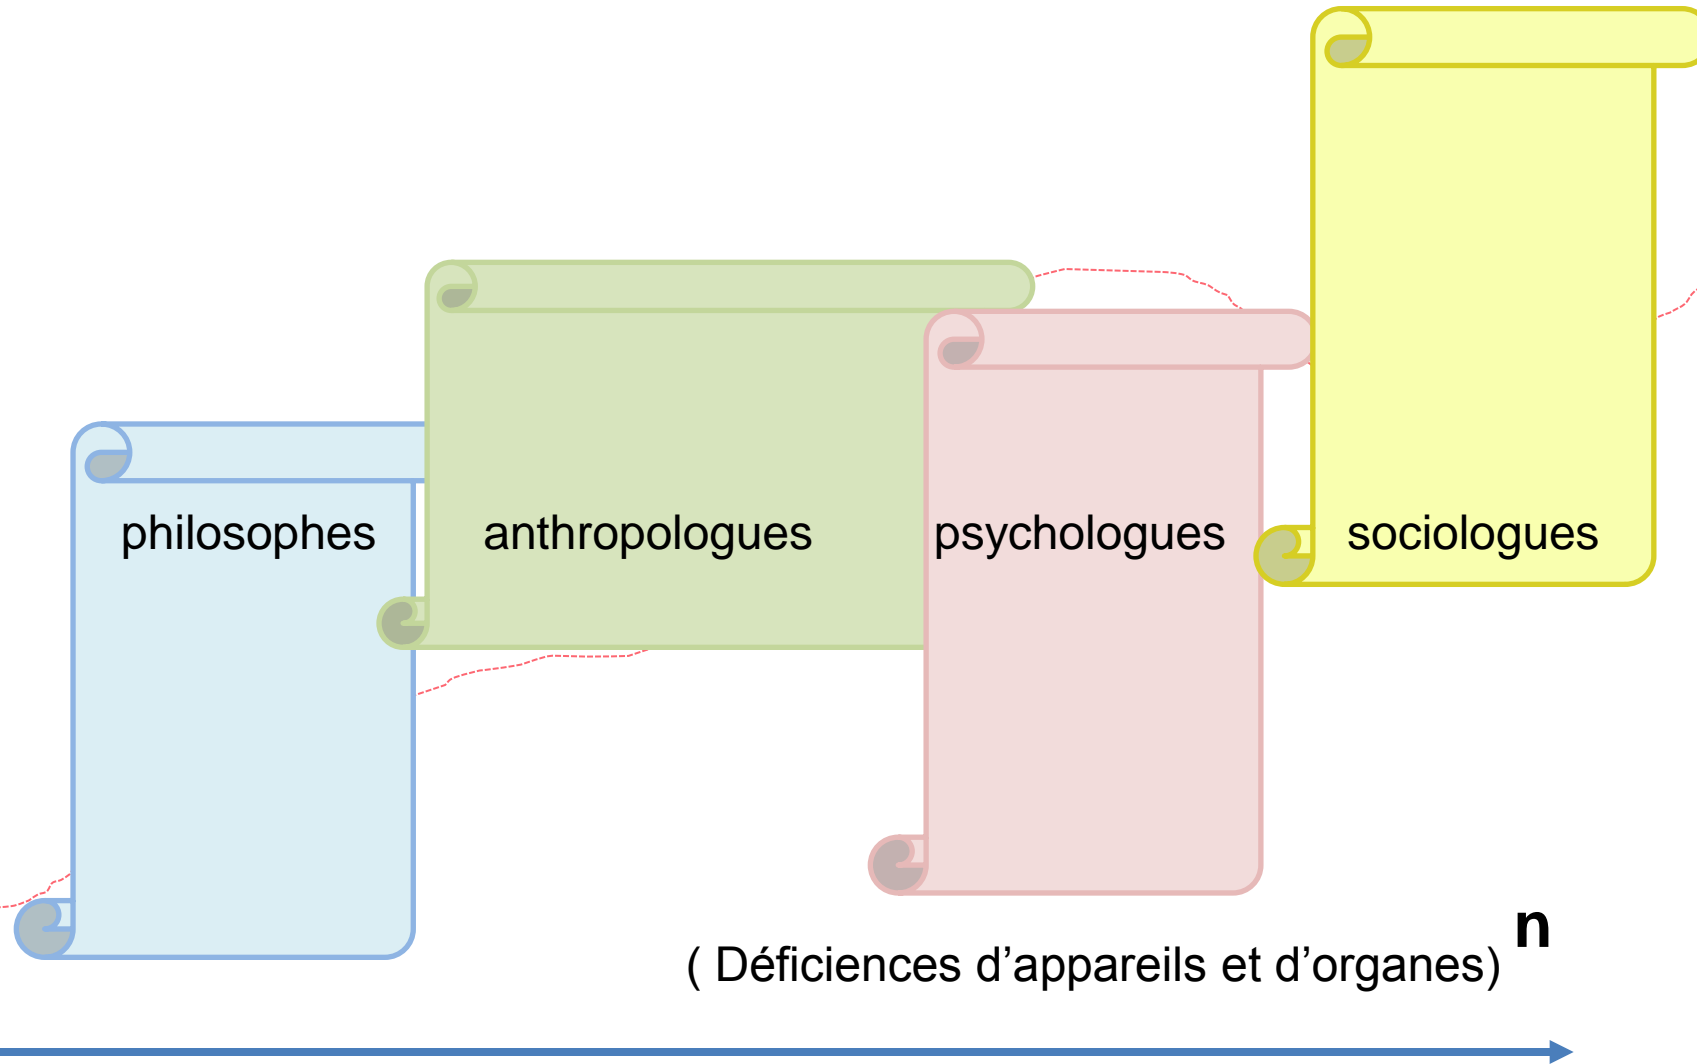 philosophes anthropologues psychologues sociologues
( Déficiences d’appareils et d’organes) n